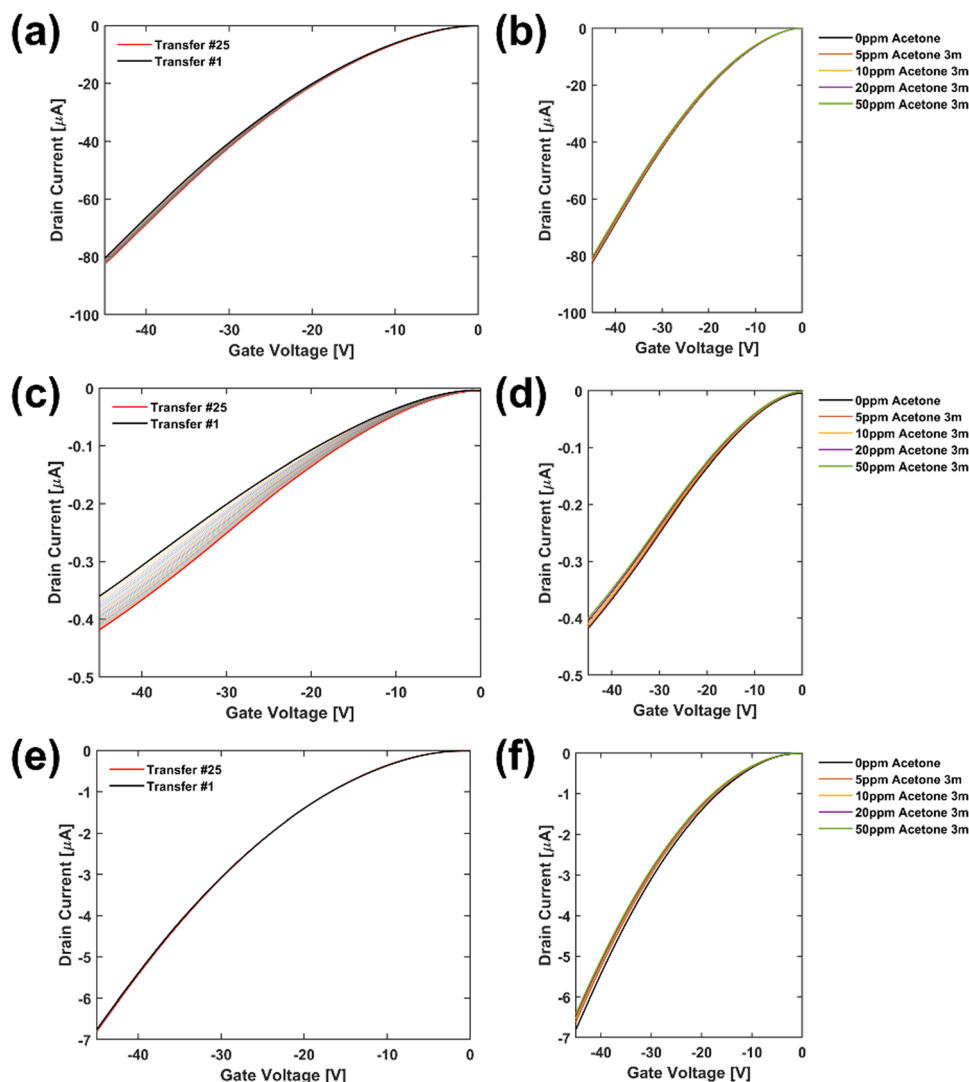 (a)
0
-20
-40
-60
-80
-100
Drain Current [μA]
Transfer #25
Transfer #1
-40 -30 -20 -10 0
Gate Voltage [V]
(b)
0
-20
-40
-60
-80
-100
Drain Current [μA]
-40 -30 -20 -10 0
Gate Voltage [V]
0ppm Acetone
5ppm Acetone 3m
10ppm Acetone 3m
20ppm Acetone 3m
50ppm Acetone 3m
(c)
0
-0.1
-0.2
-0.3
-0.4
-0.5
Drain Current [μA]
Transfer #25
Transfer #1
-40 -30 -20 -10 0
Gate Voltage [V]
(d)
0
-0.1
-0.2
-0.3
-0.4
-0.5
Drain Current [μA]
-40 -30 -20 -10 0
Gate Voltage [V]
0ppm Acetone
5ppm Acetone 3m
10ppm Acetone 3m
20ppm Acetone 3m
50ppm Acetone 3m
(e)
0
-1
-2
-3
-4
-5
-6
-7
Drain Current [μA]
Transfer #25
Transfer #1
-40 -30 -20 -10 0
Gate Voltage [V]
(f)
0
-1
-2
-3
-4
-5
-6
-7
Drain Current [μA]
-40 -30 -20 -10 0
Gate Voltage [V]
0ppm Acetone
5ppm Acetone 3m
10ppm Acetone 3m
20ppm Acetone 3m
50ppm Acetone 3m